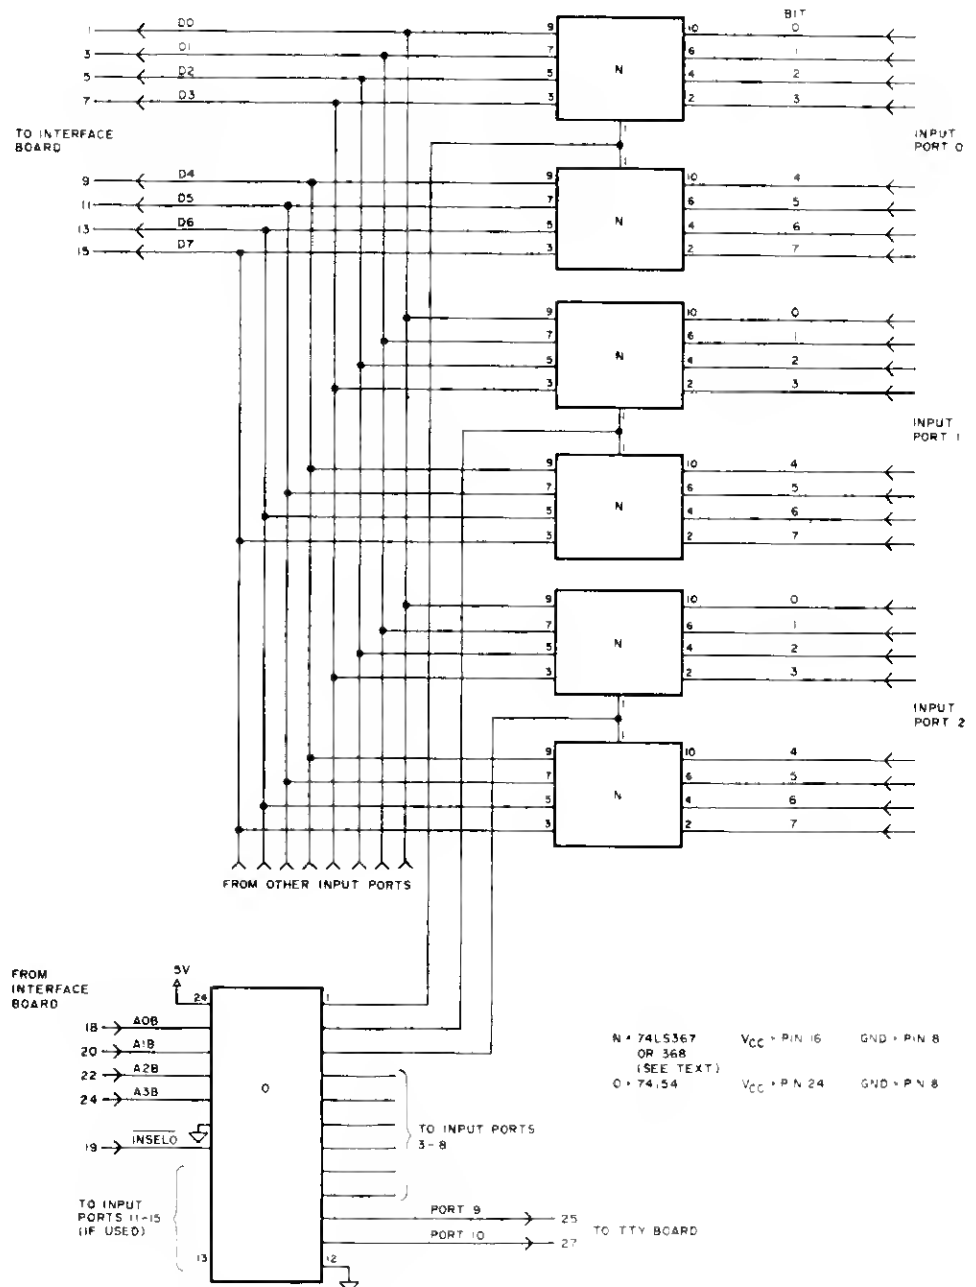 BIT
1 D0 9 N 10 0
3 D1 7 6 1
5 D2 5 4 2
7 D3 3 2 3
1
TO INTERFACE
BOARD
INPUT
PORT 0
1
9 D4 9 N 10 4
11 D5 7 6 5
13 D6 5 4 6
15 D7 3 2 7
9 N 10 0
7 6 1
5 4 2
3 2 3
1
INPUT
PORT 1
1
9 N 10 4
7 6 5
5 4 6
3 2 7
9 N 10 0
7 6 1
5 4 2
3 2 3
1
INPUT
PORT 2
1
9 N 10 4
7 6 5
5 4 6
3 2 7
FROM OTHER INPUT PORTS
FROM
INTERFACE
BOARD
5V
24 1
18 A0B
20 A1B
22 A2B
24 A3B
O
19 INSEL0
TO INPUT PORTS
3-8
TO INPUT
PORTS 11-15
(IF USED)
PORT 9 25
PORT 10 27
TO TTY BOARD
13 12
N = 74LS367 VCC = PIN 16 GND = PIN 8
OR 368
(SEE TEXT)
O = 74154 VCC = PIN 24 GND = PIN 8